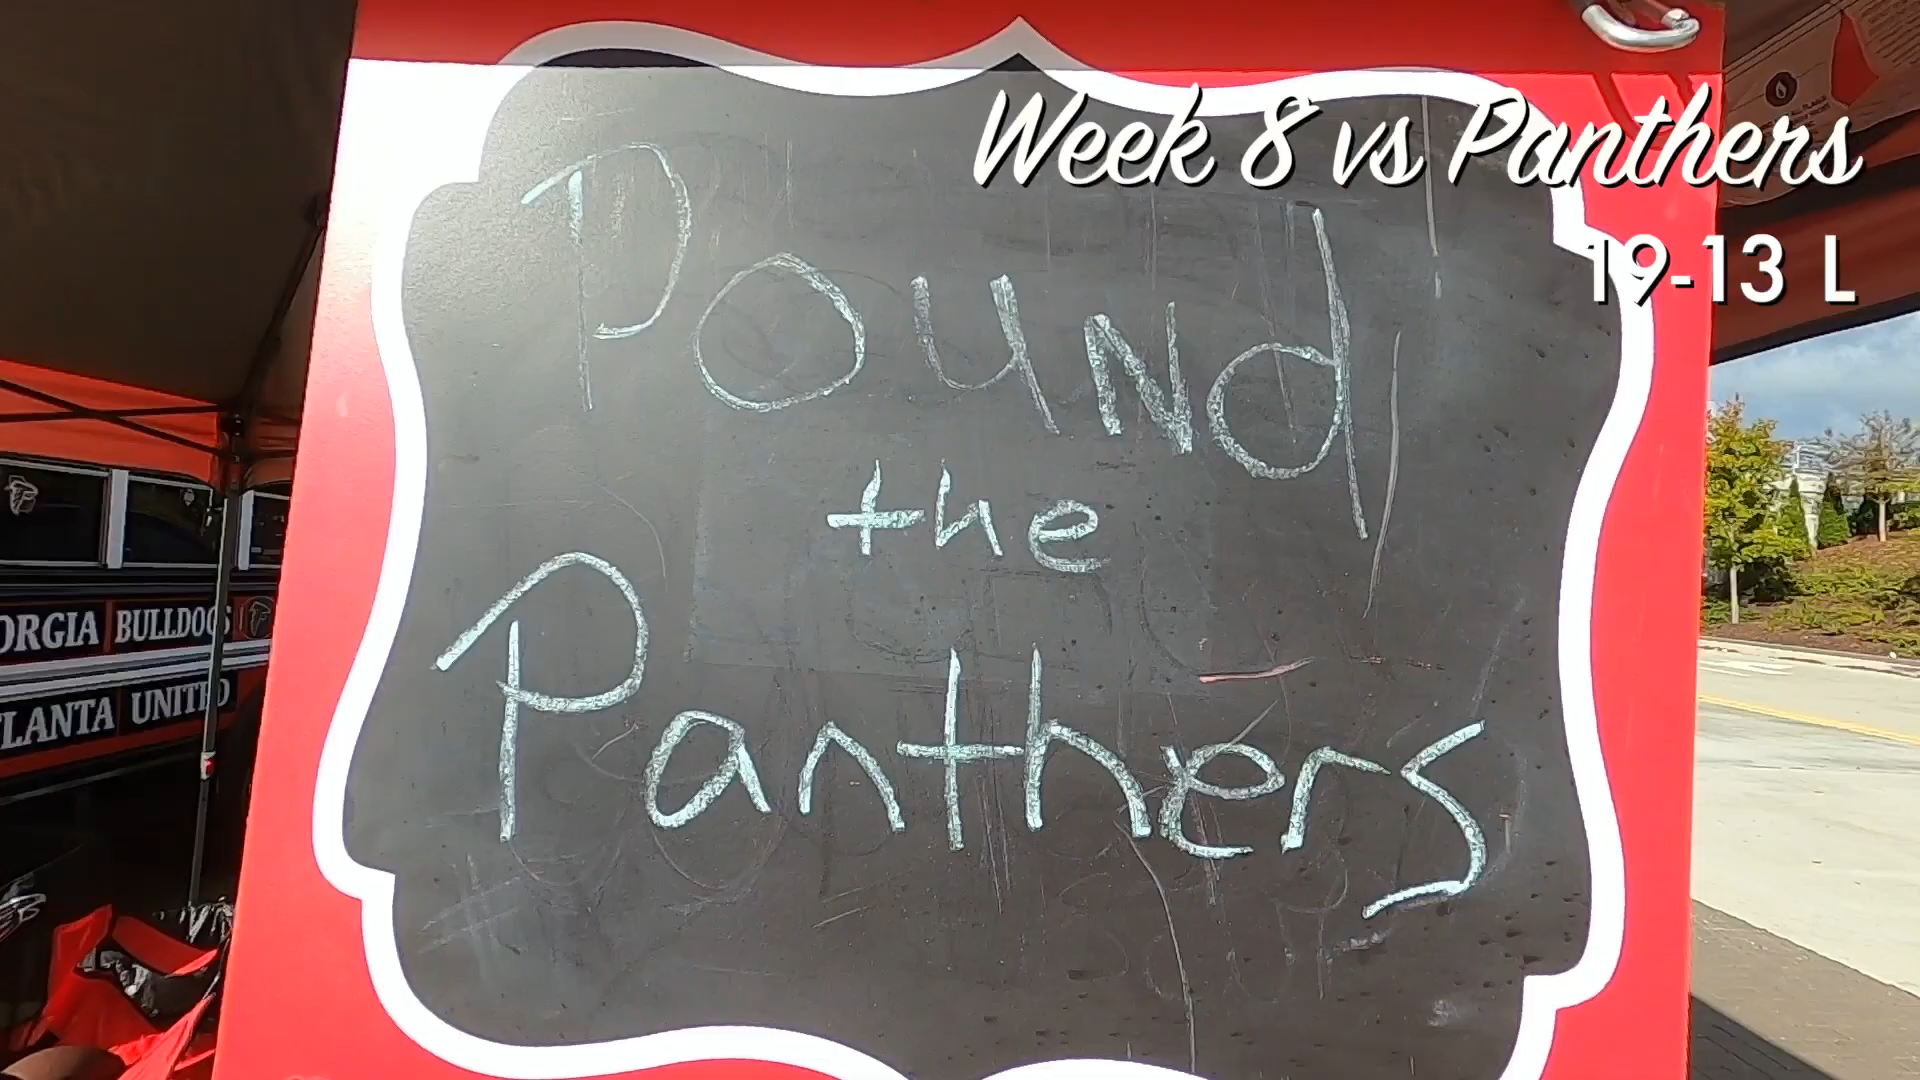 Week 8 vs Panthers
19-13 L
Pound
the
Panthers
ORGIA BULLDOGS
LANTA UNITED